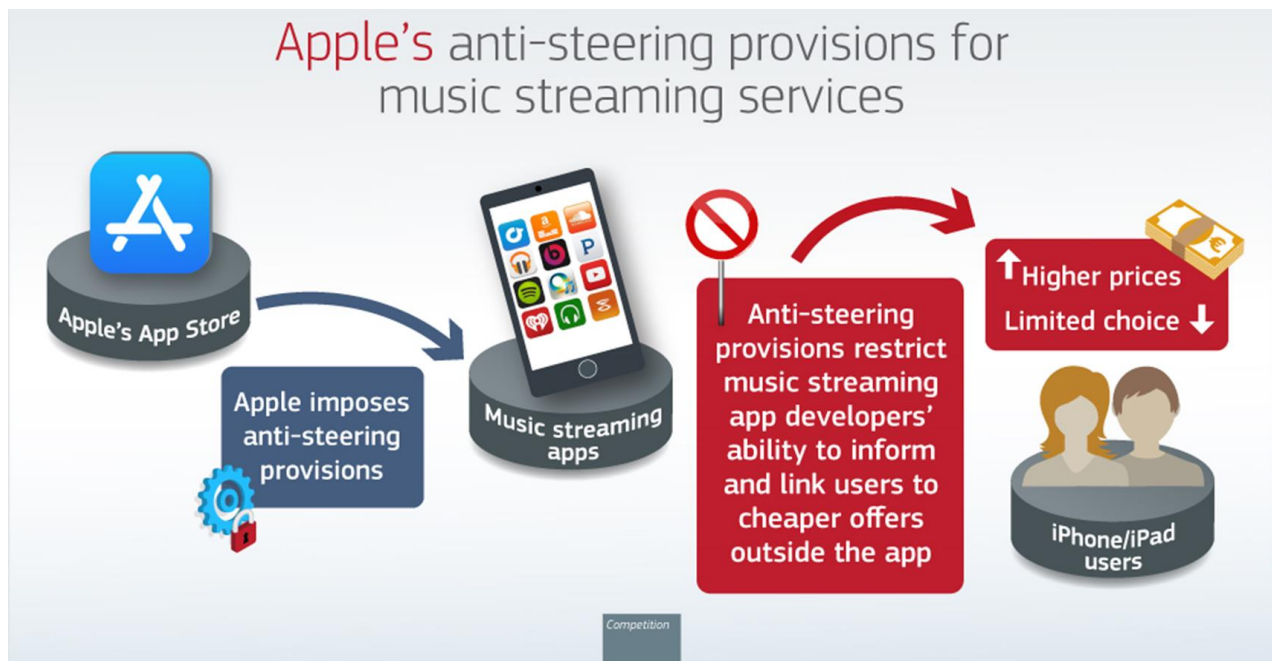 Apple's anti-steering provisions for
music streaming services
Apple's App Store
Apple imposes
anti-steering
provisions
Music streaming
apps
Anti-steering
provisions restrict
music streaming
app developers'
ability to inform
and link users to
cheaper offers
outside the app
Higher prices
Limited choice
iPhone/iPad
users
Competition